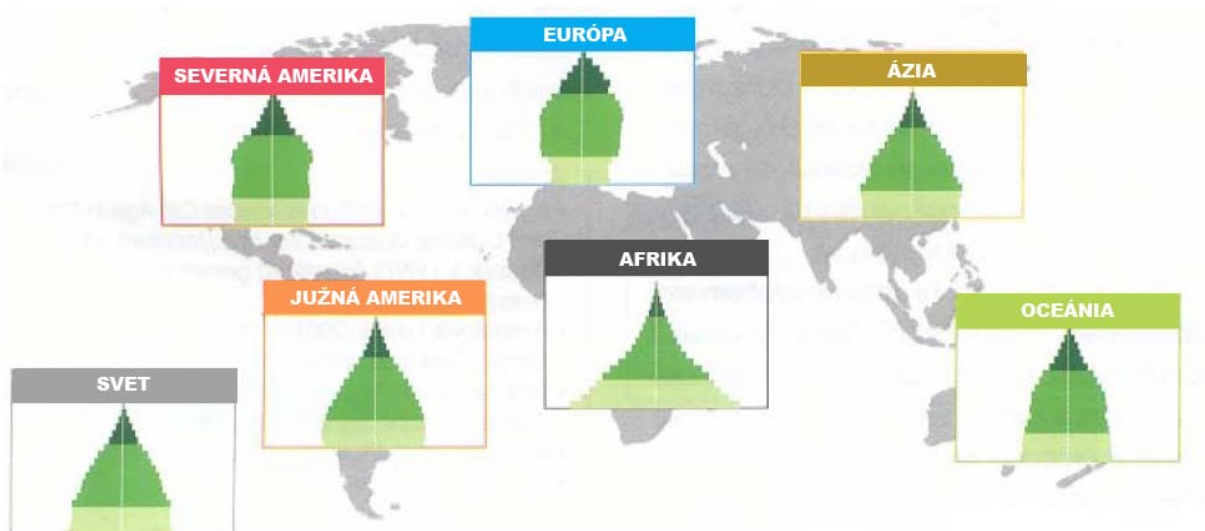 EURÓPA
SEVERNÁ AMERIKA
ÁZIA
AFRIKA
JUŽNÁ AMERIKA
OCEÁNIA
SVET